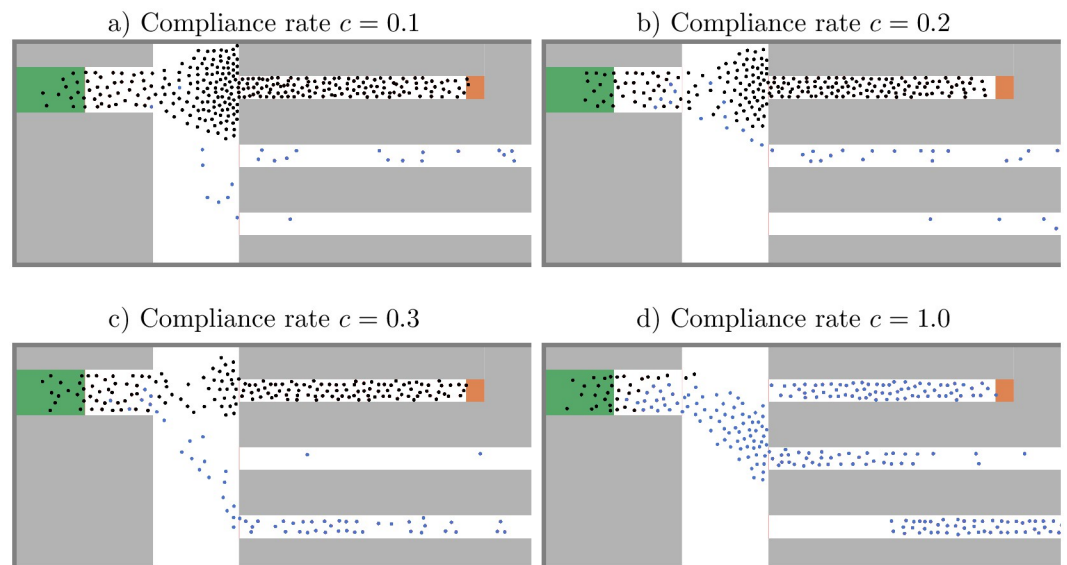 a) Compliance rate c = 0.1
b) Compliance rate c = 0.2
c) Compliance rate c = 0.3
d) Compliance rate c = 1.0